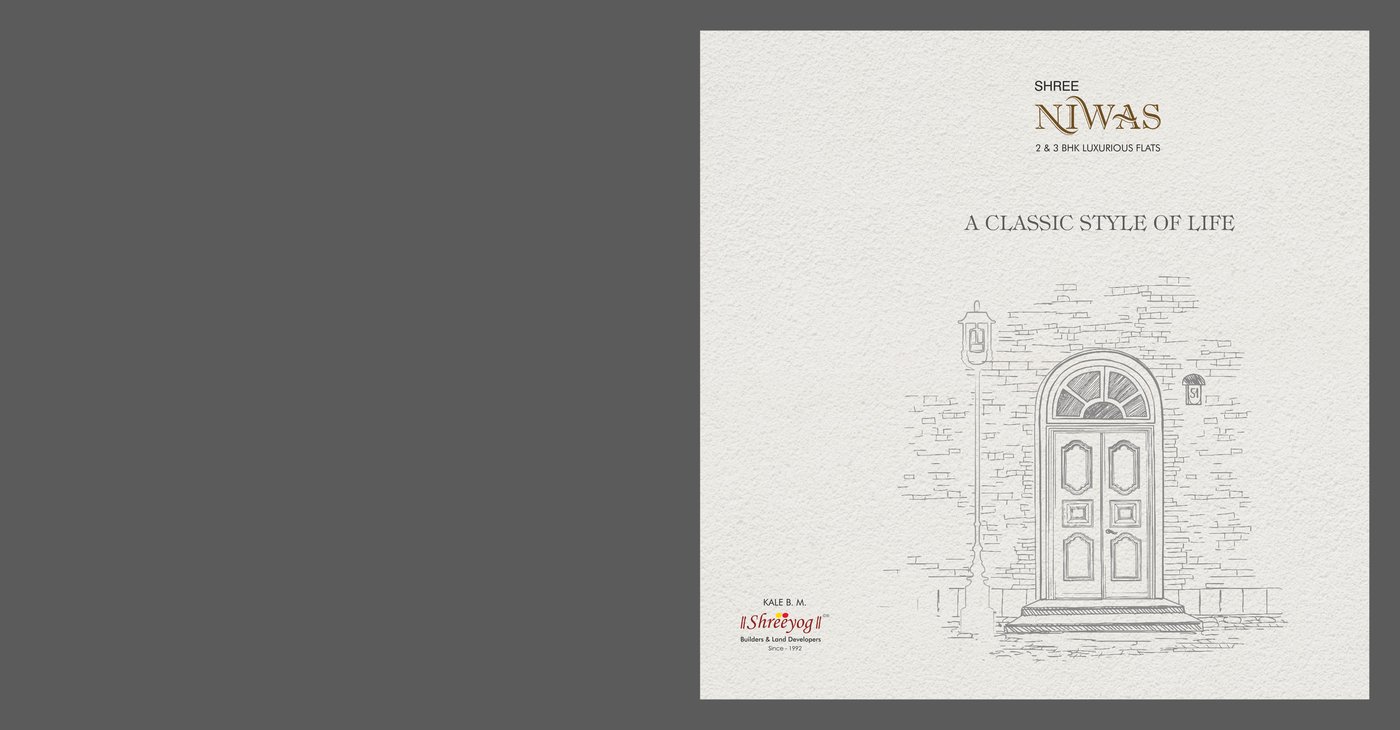 SHREE
NIWAS
2 & 3 BHK LUXURIOUS FLATS
A CLASSIC STYLE OF LIFE
51
KALE B. M.
॥Shreeyog॥
Builders & Land Developers
Since - 1992